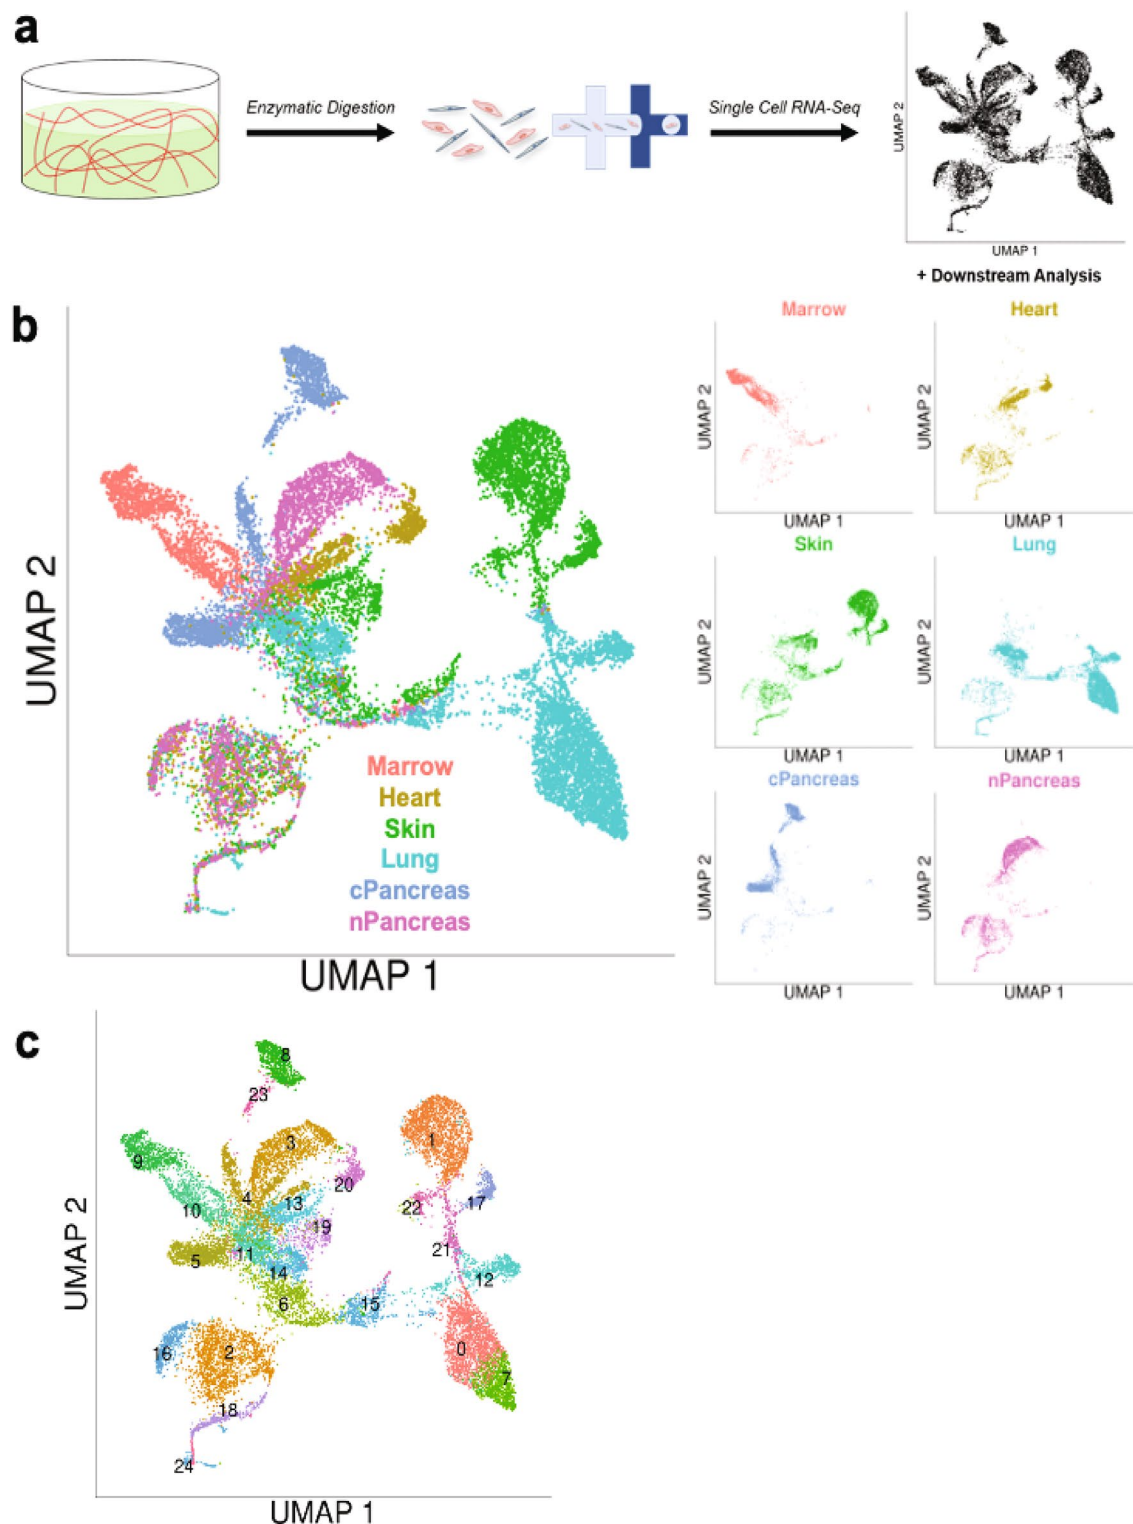 a
Enzymatic Digestion
Single Cell RNA-Seq
UMAP 2
UMAP 1
+ Downstream Analysis
b
UMAP 2
UMAP 1
Marrow
Heart
Skin
Lung
cPancreas
nPancreas
Marrow
UMAP 2
UMAP 1
Heart
UMAP 2
UMAP 1
Skin
UMAP 2
UMAP 1
Lung
UMAP 2
UMAP 1
cPancreas
UMAP 2
UMAP 1
nPancreas
UMAP 2
UMAP 1
c
UMAP 2
8
23
3
1
9
20
4
13
17
10
22
19
21
11
5
14
12
6
15
0
2
16
7
18
24
UMAP 1